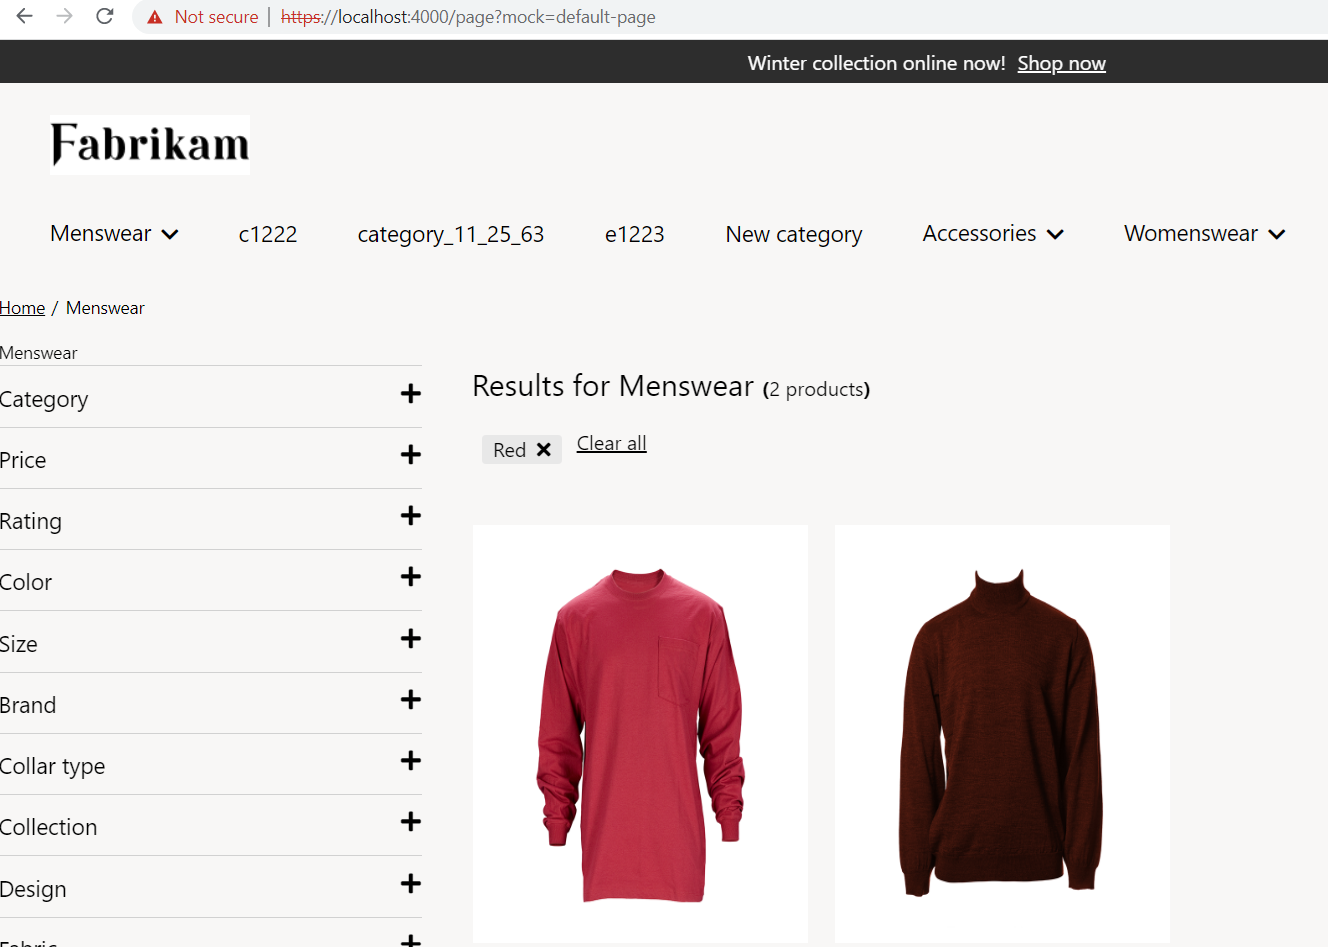 Not secure | https://localhost:4000/page?mock=default-page
Winter collection online now! Shop now
Fabrikam
Menswear c1222 category_11_25_63 e1223 New category Accessories Womenswear
Home / Menswear
Menswear
Category
Price
Rating
Color
Size
Brand
Collar type
Collection
Design
Fabric
Results for Menswear (2 products)
Red Clear all